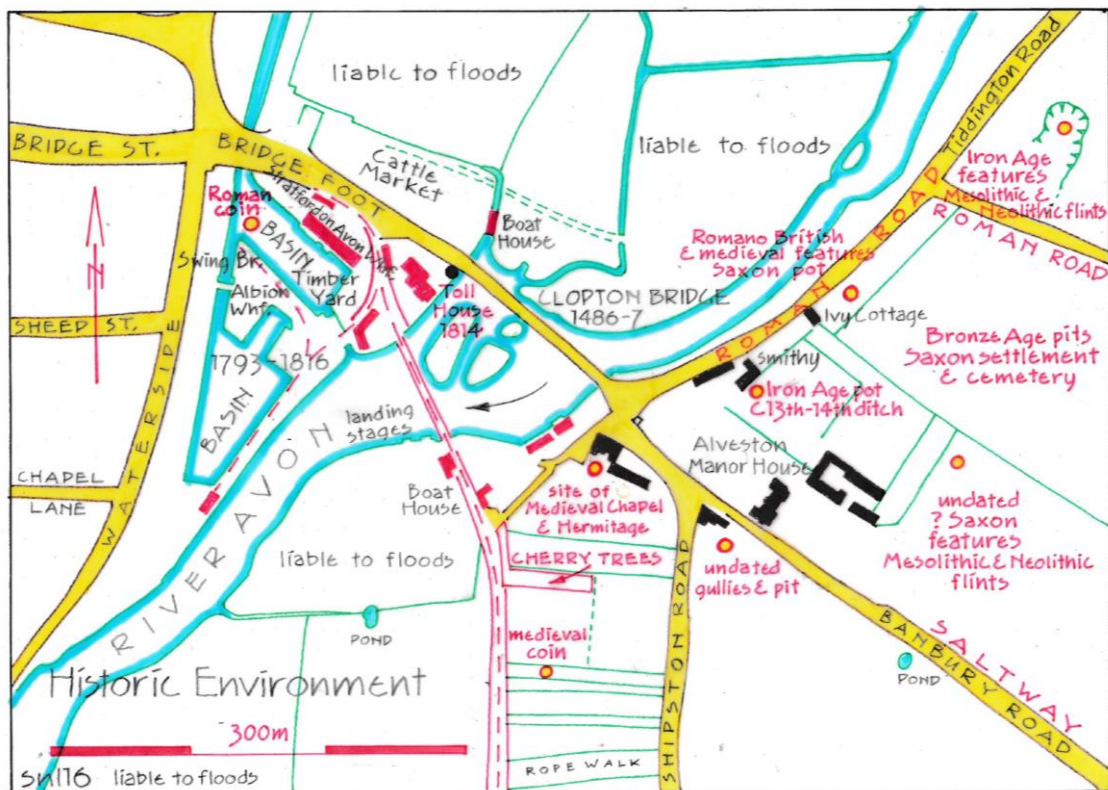 liable to floods
BRIDGE ST.
BRIDGE FOOT
Cattle
Market
liable to floods
Tiddington Road
Iron Age
features
Mesolithic &
Neolithic flints
ROMAN ROAD
Roman
coin
Stratford on Avon Whf.
BASIN
Swing Br.
Timber
Yard
Albion
Whf.
Boat
House
Toll
House
1814
CLOPTON BRIDGE
1486-7
Romano British
& medieval features
Saxon pot
ROMAN ROAD
Ivy Cottage
smithy
Bronze Age pits
Saxon settlement
& cemetery
SHEEP ST.
1793-1816
BASIN
landing
stages
Iron Age pot
C13th-14th ditch
Alveston
Manor House
CHAPEL
LANE
WATERSIDE
RIVER AVON
Boat
House
site of
Medieval Chapel
& Hermitage
undated
? Saxon
features
Mesolithic & Neolithic
flints
liable to floods
CHERRY TREES
undated
gullies & pit
POND
medieval
coin
SHIPSTON ROAD
BANBURY ROAD
SALTWAY
POND
N
Historic Environment
300m
snl16 liable to floods
ROPE WALK